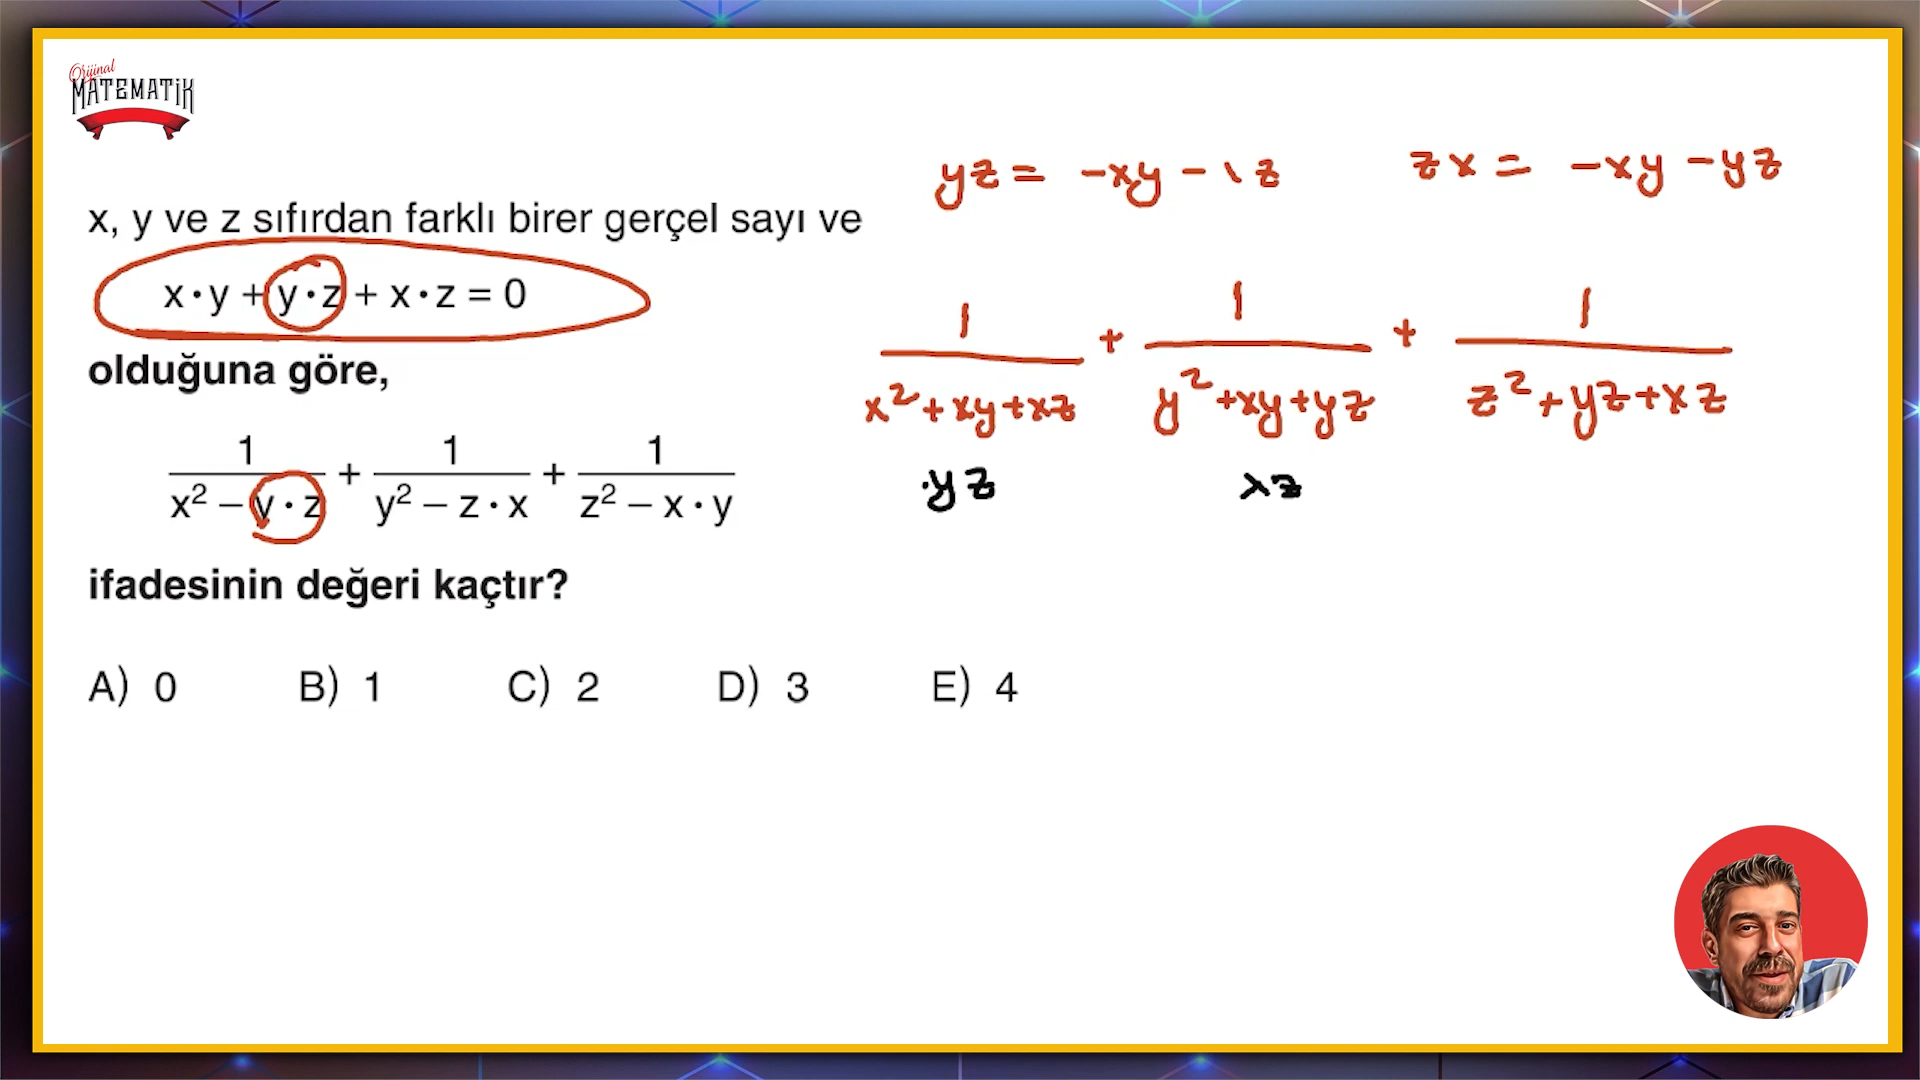 Orijinal
MATEMATİK
x, y ve z sıfırdan farklı birer gerçel sayı ve
x · y + y · z + x · z = 0
olduğuna göre,
1/(x² – y · z) + 1/(y² – z · x) + 1/(z² – x · y)
ifadesinin değeri kaçtır?
A) 0 B) 1 C) 2 D) 3 E) 4
yz = -xy - xz
zx = -xy - yz
1/(x²+xy+xz) + 1/(y²+xy+yz) + 1/(z²+yz+xz)
yz xz